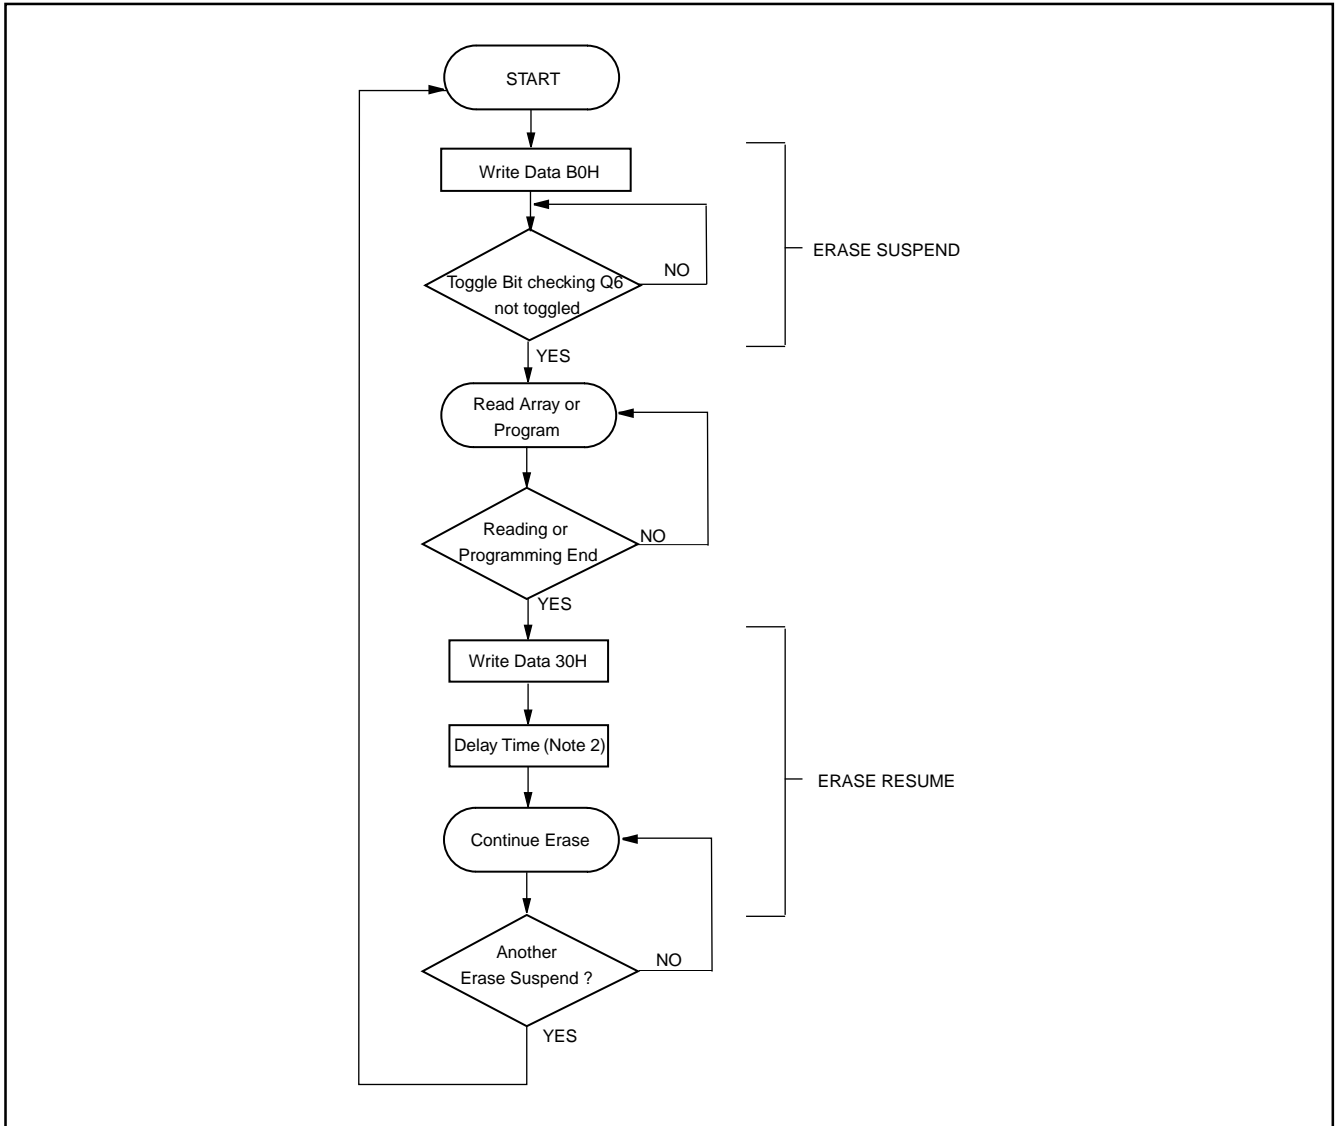 START
Write Data B0H
Toggle Bit checking Q6
not toggled
NO
YES
ERASE SUSPEND
Read Array or
Program
Reading or
Programming End
NO
YES
Write Data 30H
Delay Time (Note 2)
ERASE RESUME
Continue Erase
Another
Erase Suspend ?
NO
YES